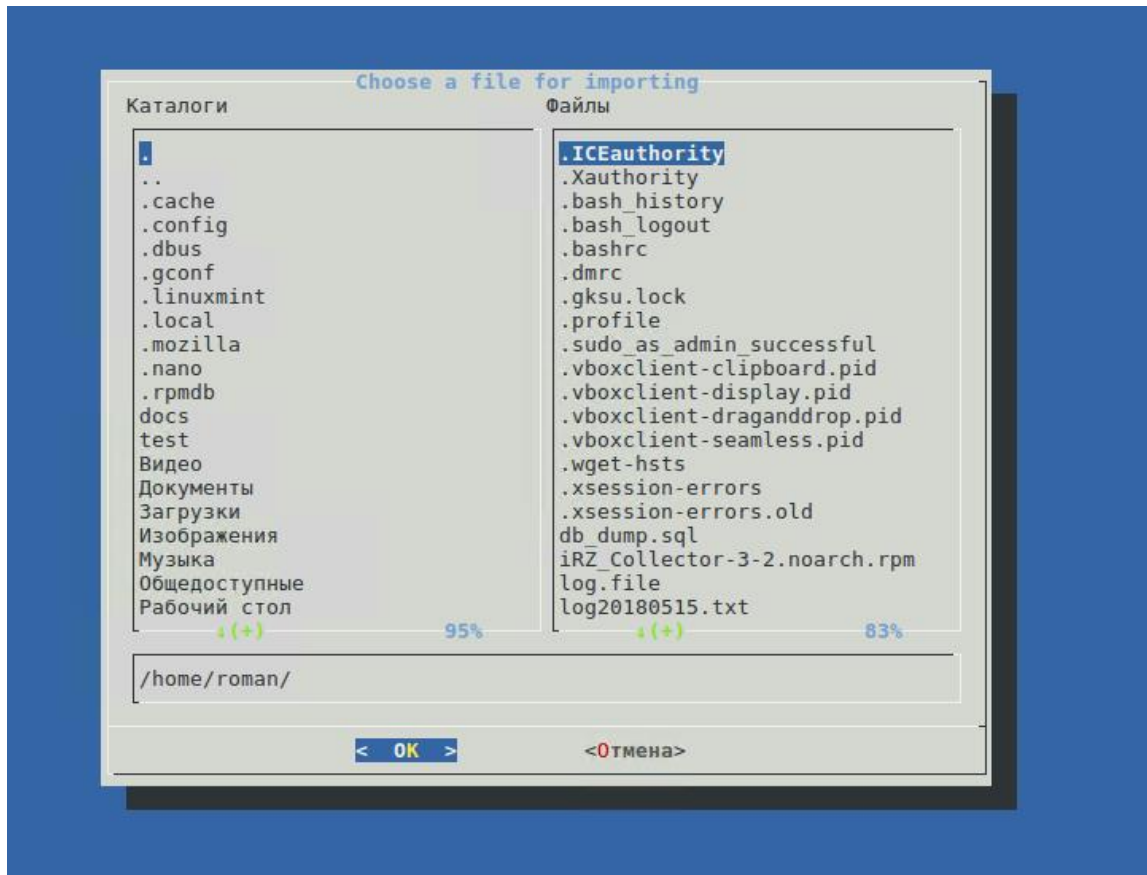 Choose a file for importing
Каталоги
.
..
.cache
.config
.dbus
.gconf
.linuxmint
.local
.mozilla
.nano
.rpmdb
docs
test
Видео
Документы
Загрузки
Изображения
Музыка
Общедоступные
Рабочий стол
↓(+) 95%
Файлы
.ICEauthority
.Xauthority
.bash_history
.bash_logout
.bashrc
.dmrc
.gksu.lock
.profile
.sudo_as_admin_successful
.vboxclient-clipboard.pid
.vboxclient-display.pid
.vboxclient-draganddrop.pid
.vboxclient-seamless.pid
.wget-hsts
.xsession-errors
.xsession-errors.old
db_dump.sql
iRZ_Collector-3-2.noarch.rpm
log.file
log20180515.txt
↓(+) 83%
/home/roman/
< OK > <Отмена>